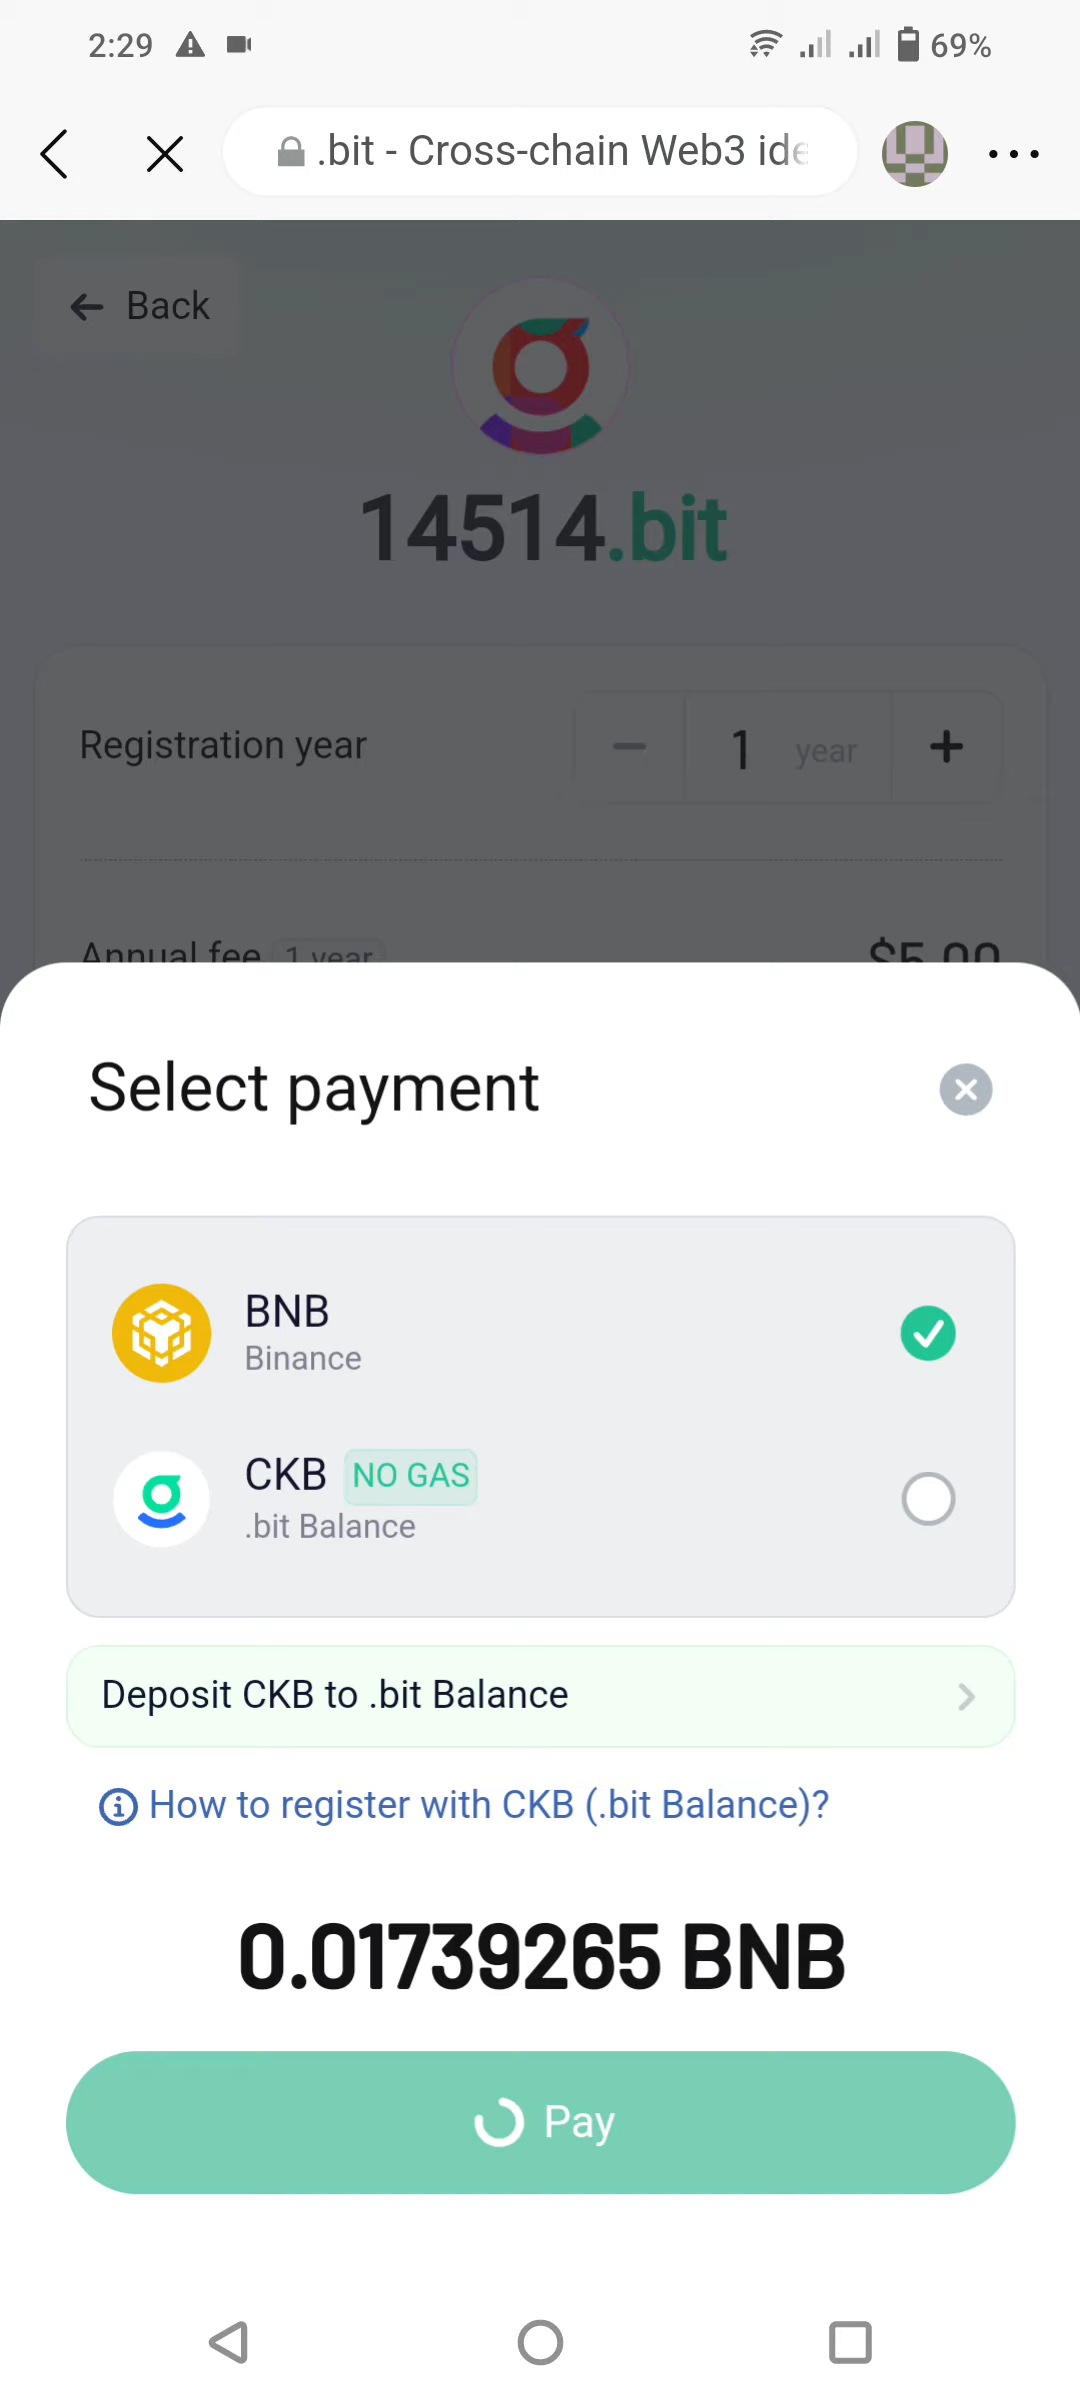 2:29
69%
.bit - Cross-chain Web3 ide
Back
14514.bit
Registration year
1 year
Annual fee 1 year
$5.00
Select payment
BNB
Binance
CKB NO GAS
.bit Balance
Deposit CKB to .bit Balance
How to register with CKB (.bit Balance)?
0.01739265 BNB
Pay